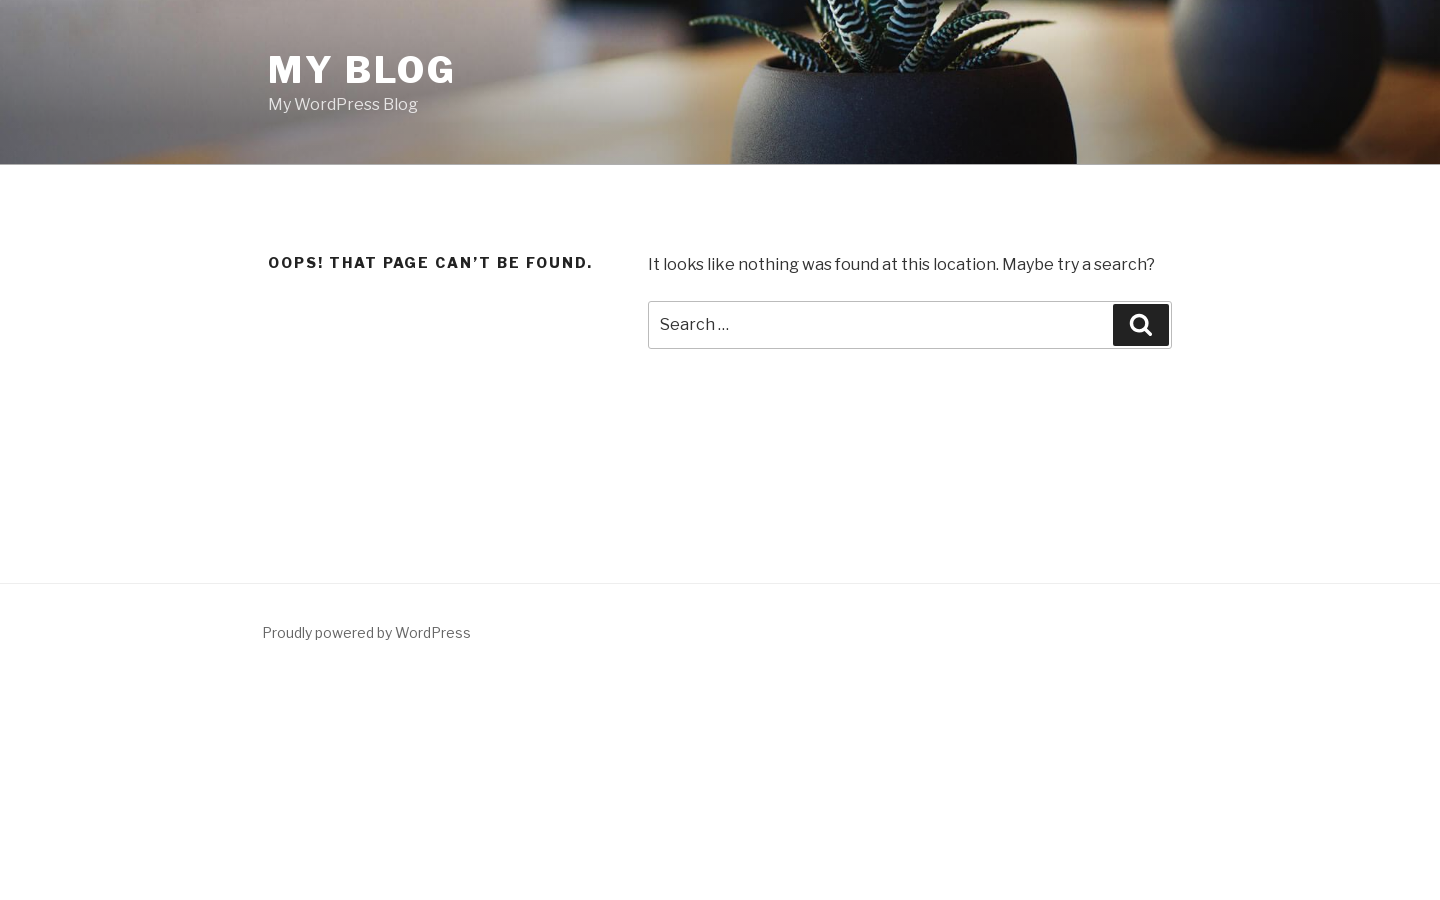 MY BLOG
My WordPress Blog
OOPS! THAT PAGE CAN’T BE FOUND.
It looks like nothing was found at this location. Maybe try a search?
Search …
Proudly powered by WordPress